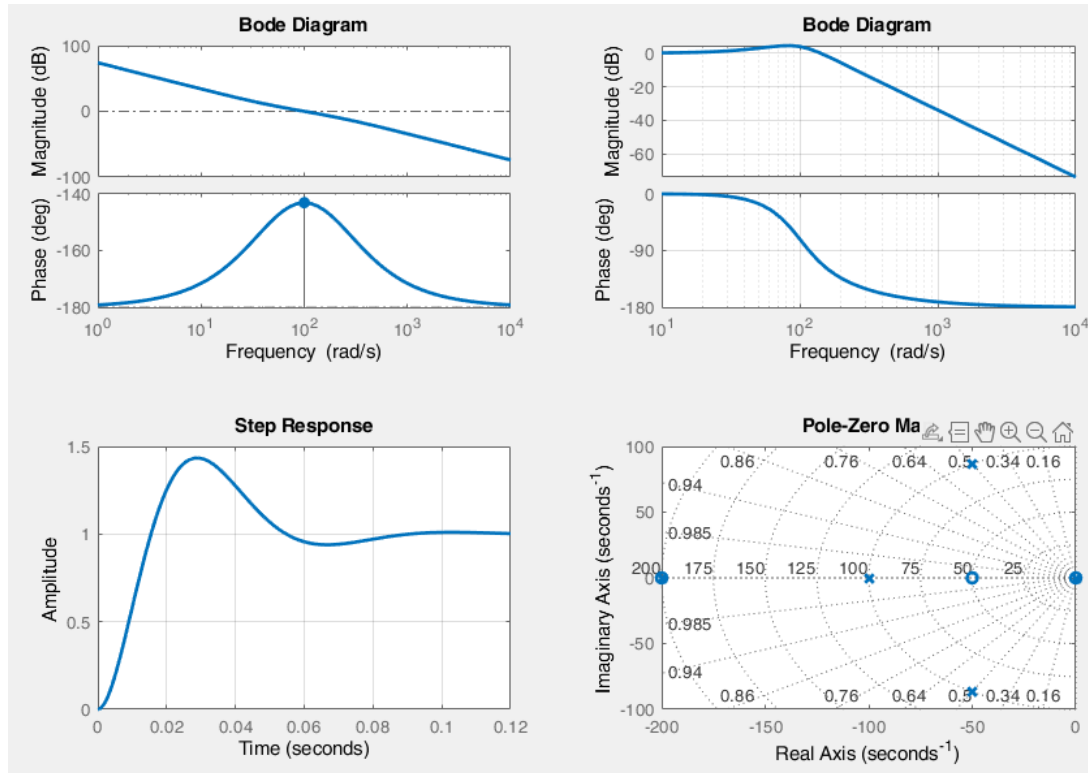 Bode Diagram
Magnitude (dB)
100
0
-100
Phase (deg)
-140
-160
-180
10^0 10^1 10^2 10^3 10^4
Frequency (rad/s)
Bode Diagram
Magnitude (dB)
0
-20
-40
-60
Phase (deg)
0
-90
-180
10^1 10^2 10^3 10^4
Frequency (rad/s)
Step Response
Amplitude
1.5
1
0.5
0
0 0.02 0.04 0.06 0.08 0.1 0.12
Time (seconds)
Pole-Zero Ma
Imaginary Axis (seconds^-1)
100
50
0
-50
-100
0.86 0.76 0.64 0.5 0.34 0.16
0.94
0.985
200 175 150 125 100 75 50 25
0.985
0.94
0.86 0.76 0.64 0.5 0.34 0.16
-200 -150 -100 -50 0
Real Axis (seconds^-1)